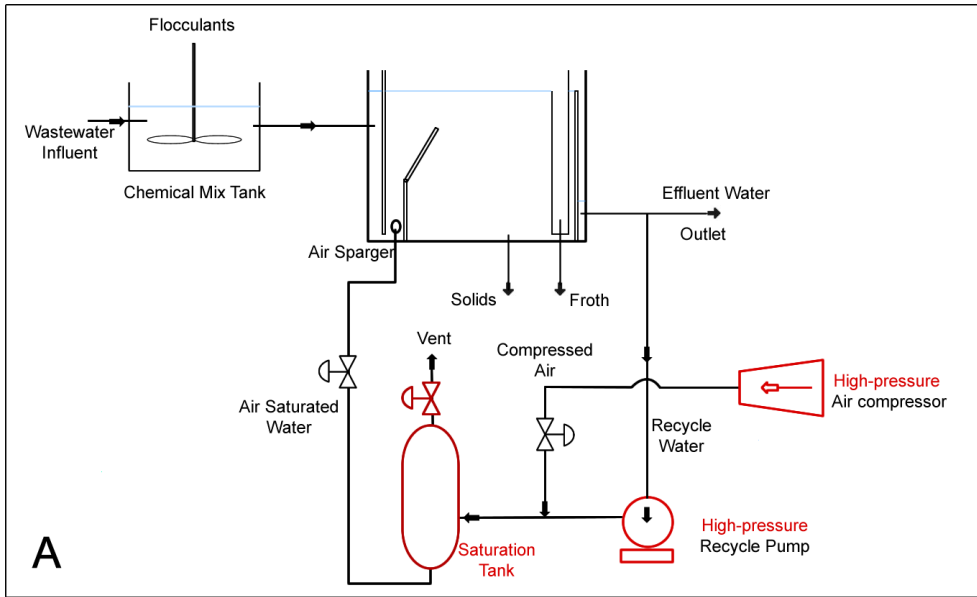 Flocculants
Wastewater
Influent
Chemical Mix Tank
Effluent Water
Outlet
Air Sparger
Solids
Froth
Vent
Compressed
Air
High-pressure
Air compressor
Air Saturated
Water
Recycle
Water
Saturation
Tank
High-pressure
Recycle Pump
A